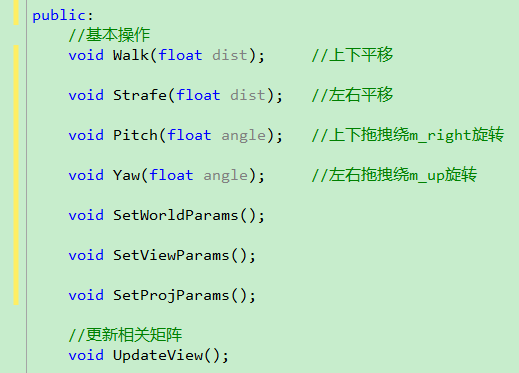 public:
//基本操作
void Walk(float dist); //上下平移
void Strafe(float dist); //左右平移
void Pitch(float angle); //上下拖拽绕m_right旋转
void Yaw(float angle); //左右拖拽绕m_up旋转
void SetWorldParams();
void SetViewParams();
void SetProjParams();
//更新相关矩阵
void UpdateView();